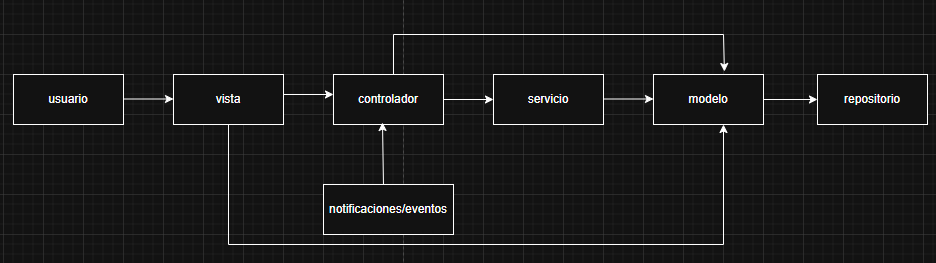 usuario
vista
controlador
servicio
modelo
repositorio
notificaciones/eventos